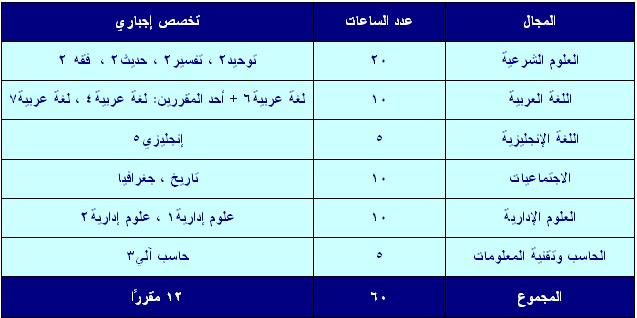 المجال عدد الساعات تخصص إجباري
العلوم الشرعية ٢٠ توحيد٢ ، تفسير٢ ، حديث٢ ، فقه ٢
اللغة العربية ١٠ لغة عربية٦ + أحد المقررين: لغة عربية٤ ، لغة عربية٧
اللغة الإنجليزية ٥ إنجليزي٥
الاجتماعيات ١٠ تاريخ ، جغرافيا
العلوم الإدارية ١٠ علوم إدارية١ ، علوم إدارية٢
الحاسب وتقنية المعلومات ٥ حاسب آلي٣
المجموع ٦٠ ١٢ مقررًا